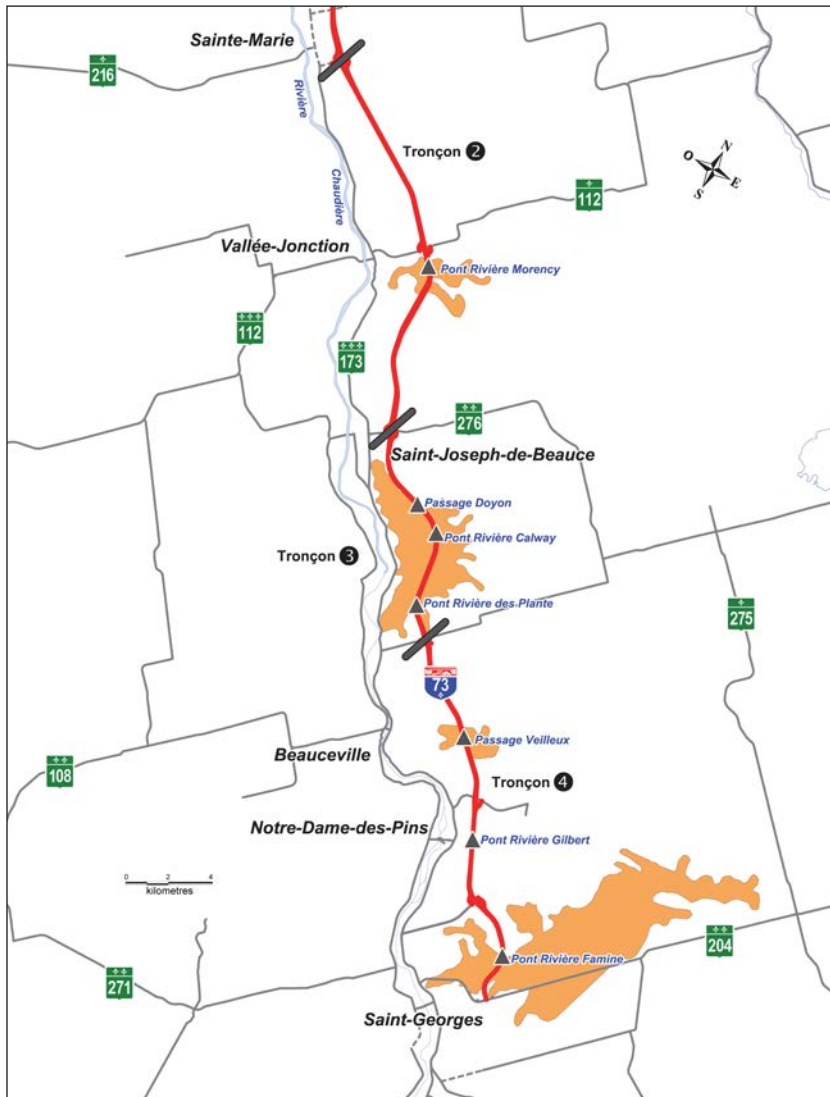 Sainte-Marie
216
Rivière
Chaudière
Tronçon 2
N
O
E
S
112
Vallée-Jonction
Pont Rivière Morency
112
173
276
Saint-Joseph-de-Beauce
Passage Doyon
Pont Rivière Calway
Tronçon 3
Pont Rivière des Plante
275
73
Passage Veilleux
Beauceville
108
Tronçon 4
Notre-Dame-des-Pins
Pont Rivière Gilbert
0 2 4
kilometres
204
Pont Rivière Famine
271
Saint-Georges